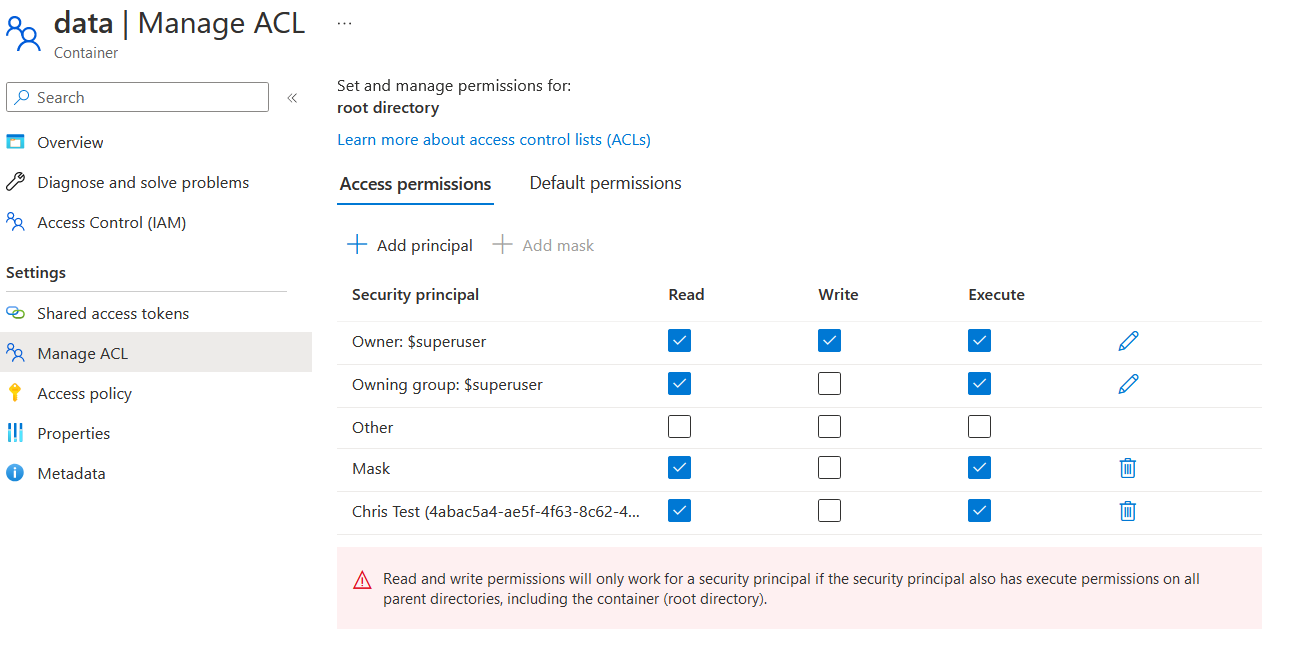 data | Manage ACL ...
Container
Search
Overview
Diagnose and solve problems
Access Control (IAM)
Settings
Shared access tokens
Manage ACL
Access policy
Properties
Metadata
Set and manage permissions for:
root directory
Learn more about access control lists (ACLs)
Access permissions Default permissions
Add principal Add mask
Security principal Read Write Execute
Owner: $superuser
Owning group: $superuser
Other
Mask
Chris Test (4abac5a4-ae5f-4f63-8c62-4...
Read and write permissions will only work for a security principal if the security principal also has execute permissions on all
parent directories, including the container (root directory).